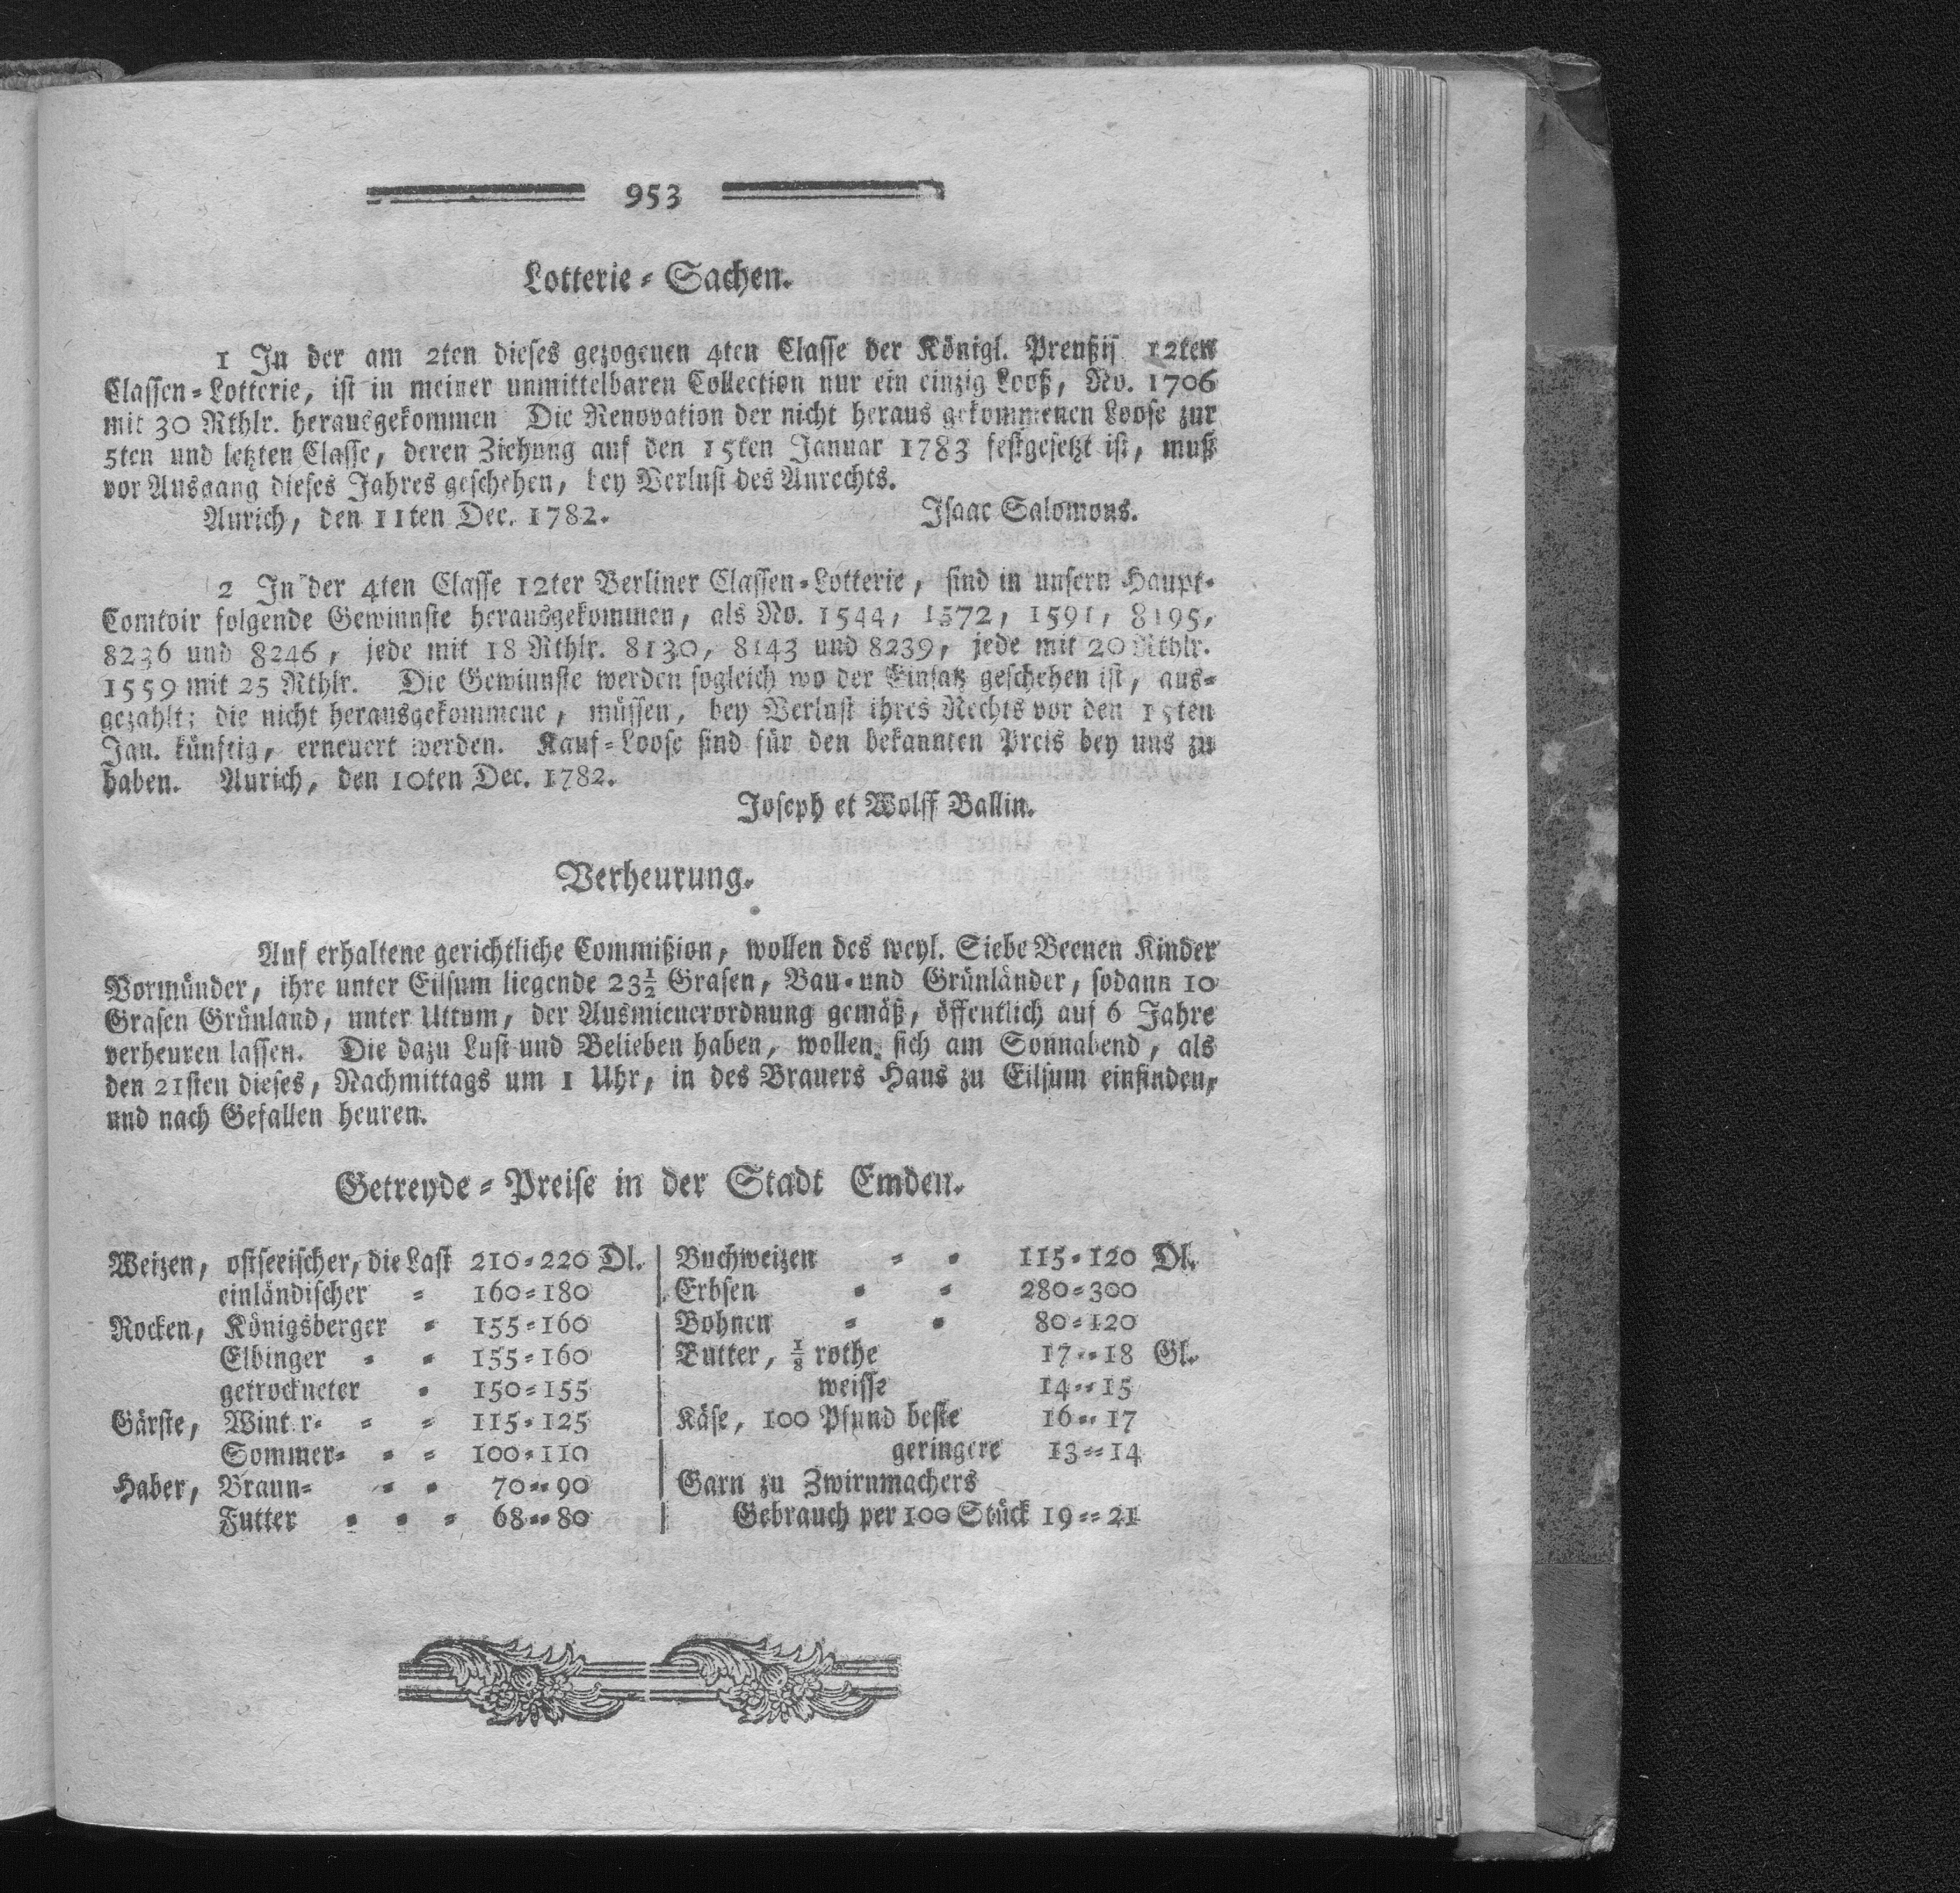 953
Lotterie-Sachen.
1 In der am 2ten dieses gezogenen 4ten Classe der Königl. Preußis 12ten
Classen-Lotterie, ist in meiner unmittelbaren Collection nur ein einzig Looß, No. 1706
mit 30 Rthlr. herausgekommen Die Renovation der nicht heraus gekommenen Loose zur
5ten und letzten Classe, deren Ziehung auf den 15ten Januar 1783 festgesetzt ist, muß
vor Ausgang dieses Jahres geschehen, bey Verlust des Anrechts.
Aurich, den 11ten Dec. 1782. Isaac Salomons.
2 In der 4ten Classe 12ter Berliner Classen-Lotterie, sind in unsern Haupt-
Comtoir folgende Gewinnste herausgekommen, als No. 1544, 1572, 1591, 8195,
8236 und 8246, jede mit 18 Rthlr. 8130, 8143 und 8239, jede mit 20 Rthlr.
1559 mit 25 Rthlr. Die Gewinnste werden sogleich wo der Einsatz geschehen ist, aus-
gezahlt; die nicht herausgekommene, müssen, bey Verlust ihres Rechts vor den 15ten
Jan. künftig, erneuert werden. Kauf-Loose sind für den bekannten Preis bey uns zu
haben. Aurich, den 10ten Dec. 1782.
Joseph et Wolff Ballin.
Verheurung.
Auf erhaltene gerichtliche Commißion, wollen des weyl. Siebe Beenen Kinder
Vormünder, ihre unter Eilsum liegende 23½ Grasen, Bau- und Grünländer, sodann 10
Grasen Grünland, unter Uttum, der Ausmienerordnung gemäß, öffentlich auf 6 Jahre
verheuren lassen. Die dazu Lust und Belieben haben, wollen sich am Sonnabend, als
den 21sten dieses, Nachmittags um 1 Uhr, in des Brauers Haus zu Eilsum einfinden,
und nach Gefallen heuren.
Getreyde-Preise in der Stadt Emden.
Weizen, ostseeischer, die Last 210-220 Dl.
einländischer - 160-180
Rocken, Königsberger - 155-160
Elbinger - - 155-160
getrockneter - 150-155
Gärste, Wint.r- - - 115-125
Sommer- - - 100-110
Haber, Braun- - - 70--90
Futter - - - 68--80
Buchweizen - - 115-120 Dl.
Erbsen - - 280-300
Bohnen - - 80-120
Butter, ⅛ rothe 17--18 Gl.
weisse 14--15
Käse, 100 Pfund beste 16--17
geringere 13--14
Garn zu Zwirnmachers
Gebrauch per 100 Stück 19--21